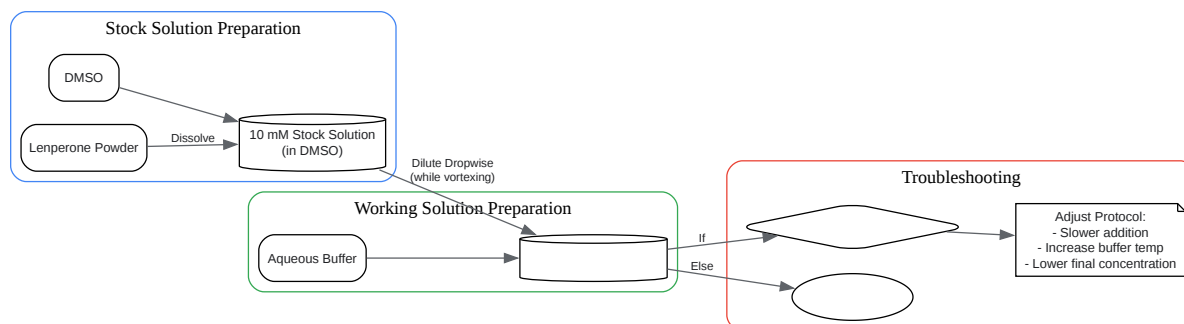 Stock Solution Preparation
DMSO
Lenperone Powder
Dissolve
10 mM Stock Solution
(in DMSO)
Dilute Dropwise
(while vortexing)
Working Solution Preparation
Aqueous Buffer
If
Else
Troubleshooting
Adjust Protocol:
- Slower addition
- Increase buffer temp
- Lower final concentration